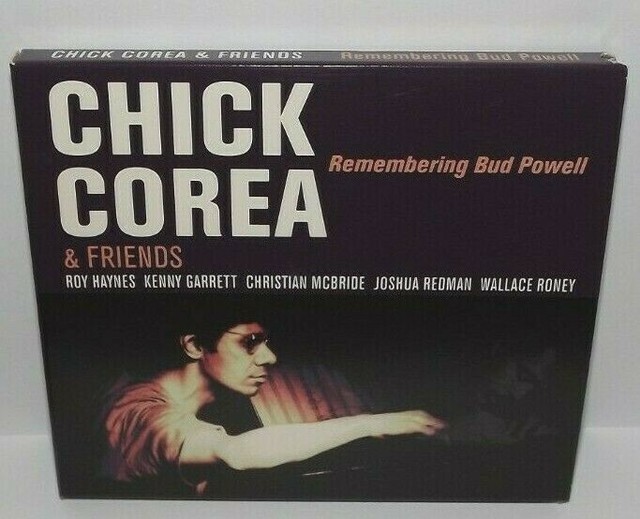 CHICK COREA & FRIENDS Remembering Bud Powell
CHICK
COREA
Remembering Bud Powell
& FRIENDS
ROY HAYNES KENNY GARRETT CHRISTIAN MCBRIDE JOSHUA REDMAN WALLACE RONEY